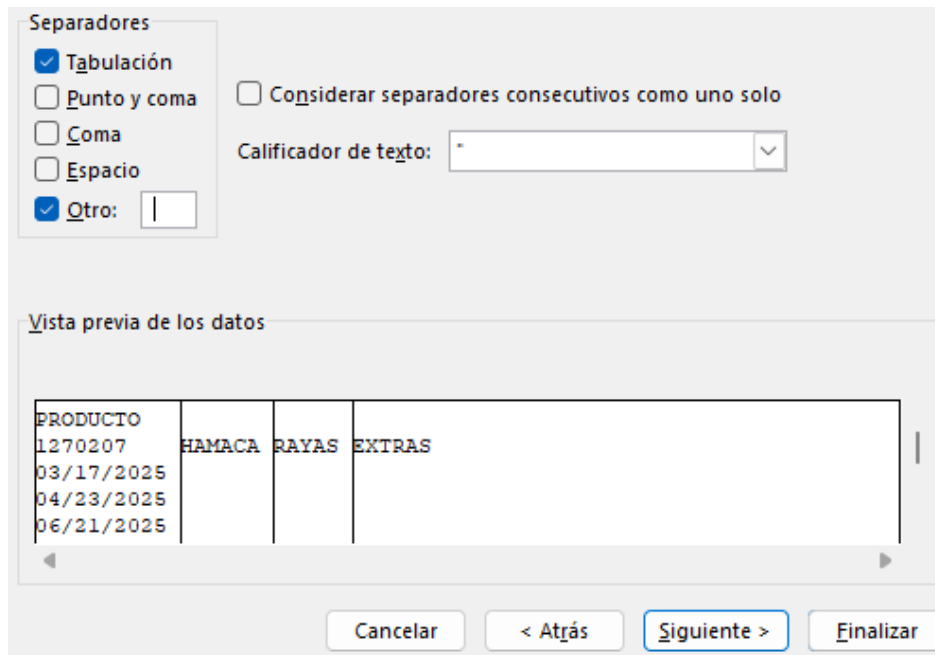 Separadores
Tabulación
Punto y coma
Considerar separadores consecutivos como uno solo
Coma
Calificador de texto: "
Espacio
Otro:
Vista previa de los datos
PRODUCTO
1270207 HAMACA RAYAS EXTRAS
03/17/2025
04/23/2025
06/21/2025
Cancelar < Atrás Siguiente > Finalizar